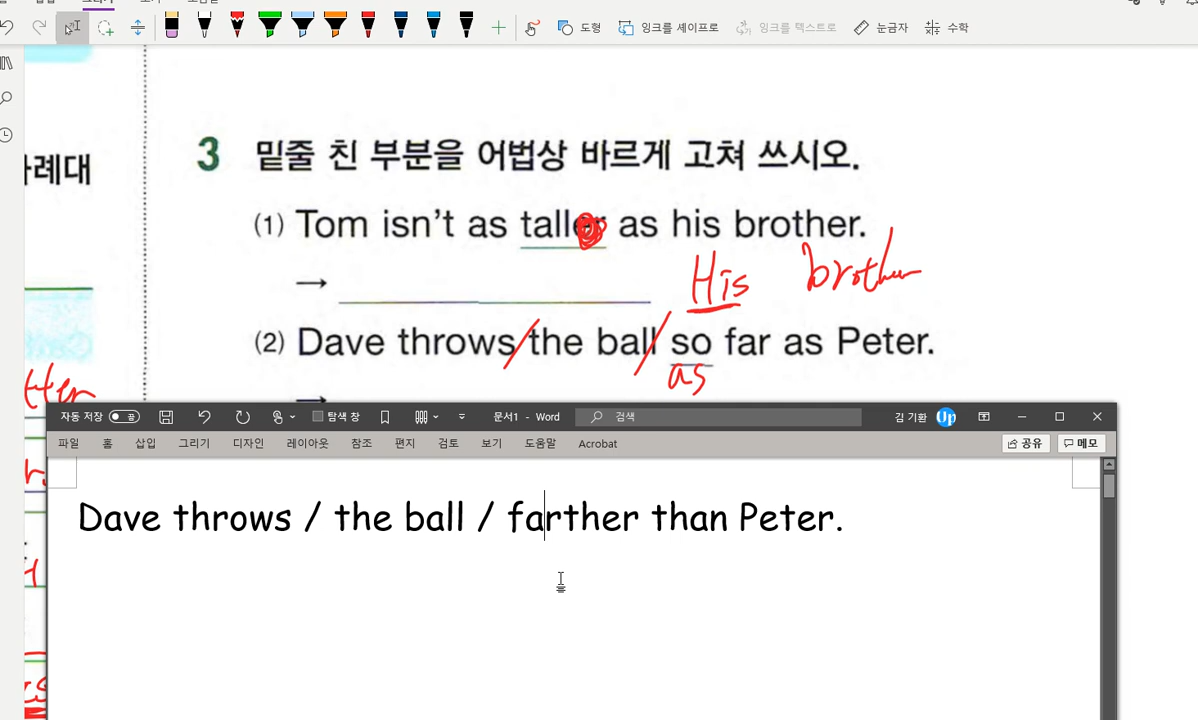 도형 잉크를 셰이프로 잉크를 텍스트로 눈금자 수학
사례대
3 밑줄 친 부분을 어법상 바르게 고쳐 쓰시오.
(1) Tom isn't as taller as his brother.
→
His brother
(2) Dave throws / the ball / so far as Peter.
as
→
자동 저장 끔 탐색 창 문서1 - Word 검색 김 기환 Up
파일 홈 삽입 그리기 디자인 레이아웃 참조 편지 검토 보기 도움말 Acrobat 공유 메모
Dave throws / the ball / farther than Peter.